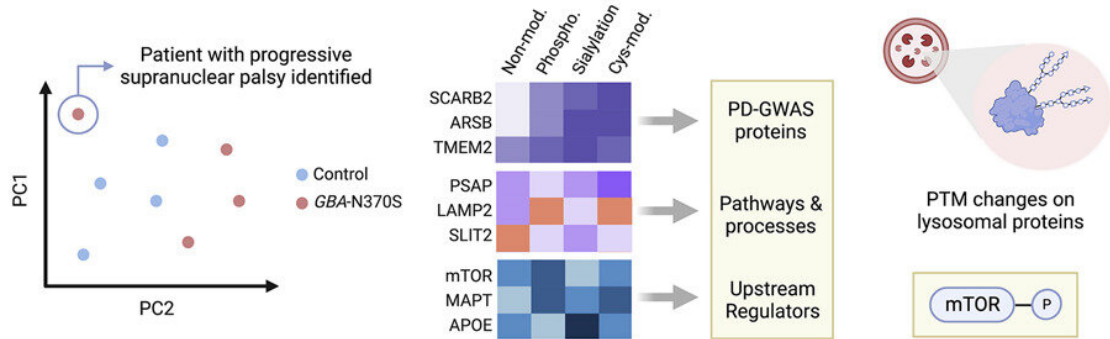 Patient with progressive
supranuclear palsy identified
PC1
PC2
Control
GBA-N370S
Non-mod.
Phospho.
Sialylation
Cys-mod.
SCARB2
ARSB
TMEM2
PSAP
LAMP2
SLIT2
mTOR
MAPT
APOE
PD-GWAS
proteins
Pathways &
processes
Upstream
Regulators
PTM changes on
lysosomal proteins
mTOR
P